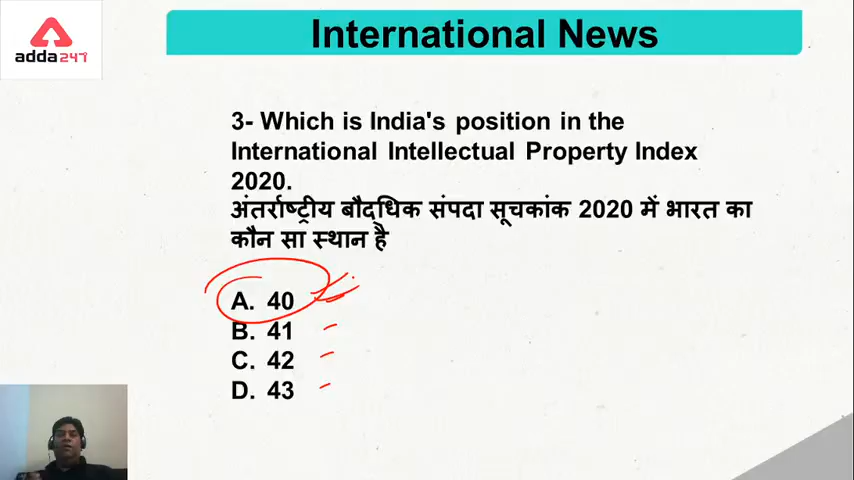 International News
adda247
3- Which is India's position in the
International Intellectual Property Index
2020.
अंतर्राष्ट्रीय बौद्धिक संपदा सूचकांक 2020 में भारत का
कौन सा स्थान है
A. 40
B. 41
C. 42
D. 43